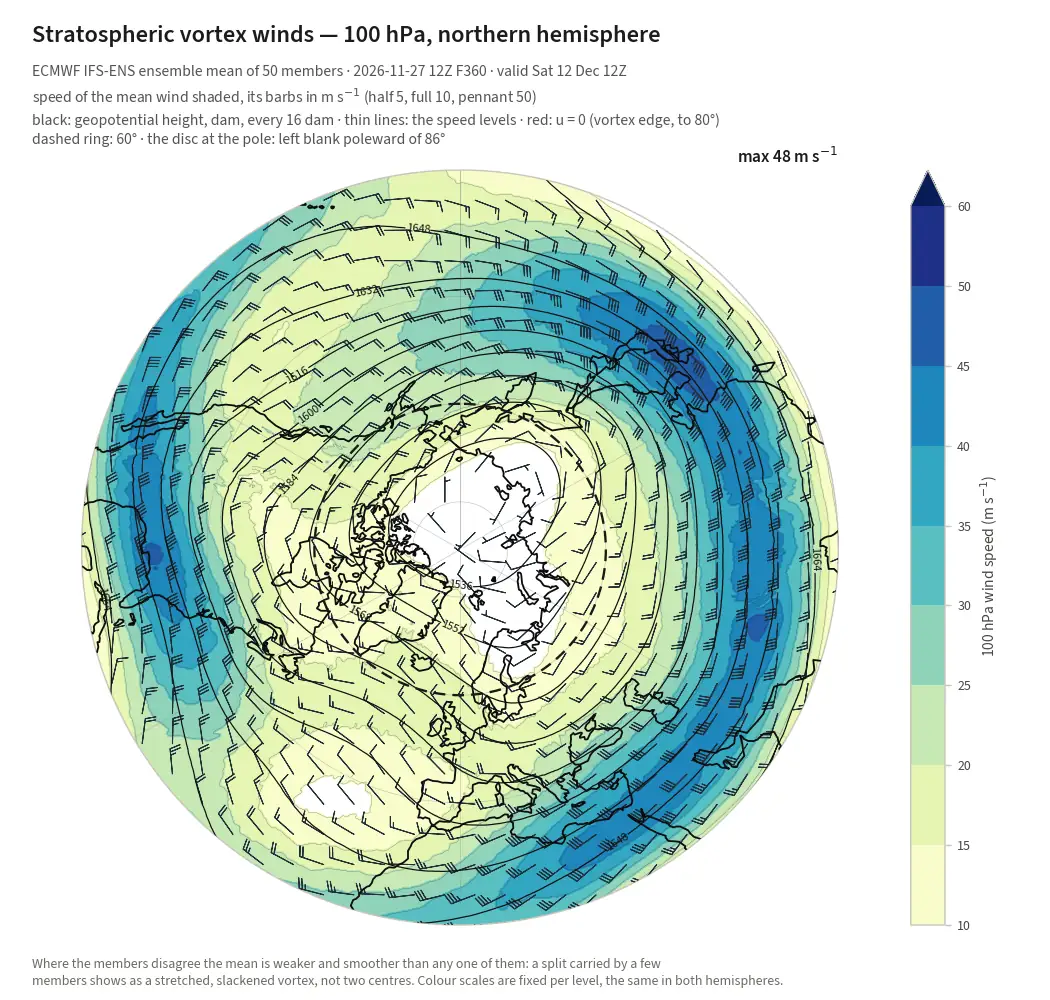 Stratospheric vortex winds — 100 hPa, northern hemisphere
ECMWF IFS-ENS ensemble mean of 50 members · 2026-11-27 12Z F360 · valid Sat 12 Dec 12Z
speed of the mean wind shaded, its barbs in m s⁻¹ (half 5, full 10, pennant 50)
black: geopotential height, dam, every 16 dam · thin lines: the speed levels · red: u = 0 (vortex edge, to 80°)
dashed ring: 60° · the disc at the pole: left blank poleward of 86°
max 48 m s⁻¹
1648
1632
1516
1600
1584
1536
1664
1648
60
50
45
40
35
30
25
20
15
10
100 hPa wind speed (m s⁻¹)
Where the members disagree the mean is weaker and smoother than any one of them: a split carried by a few
members shows as a stretched, slackened vortex, not two centres. Colour scales are fixed per level, the same in both hemispheres.